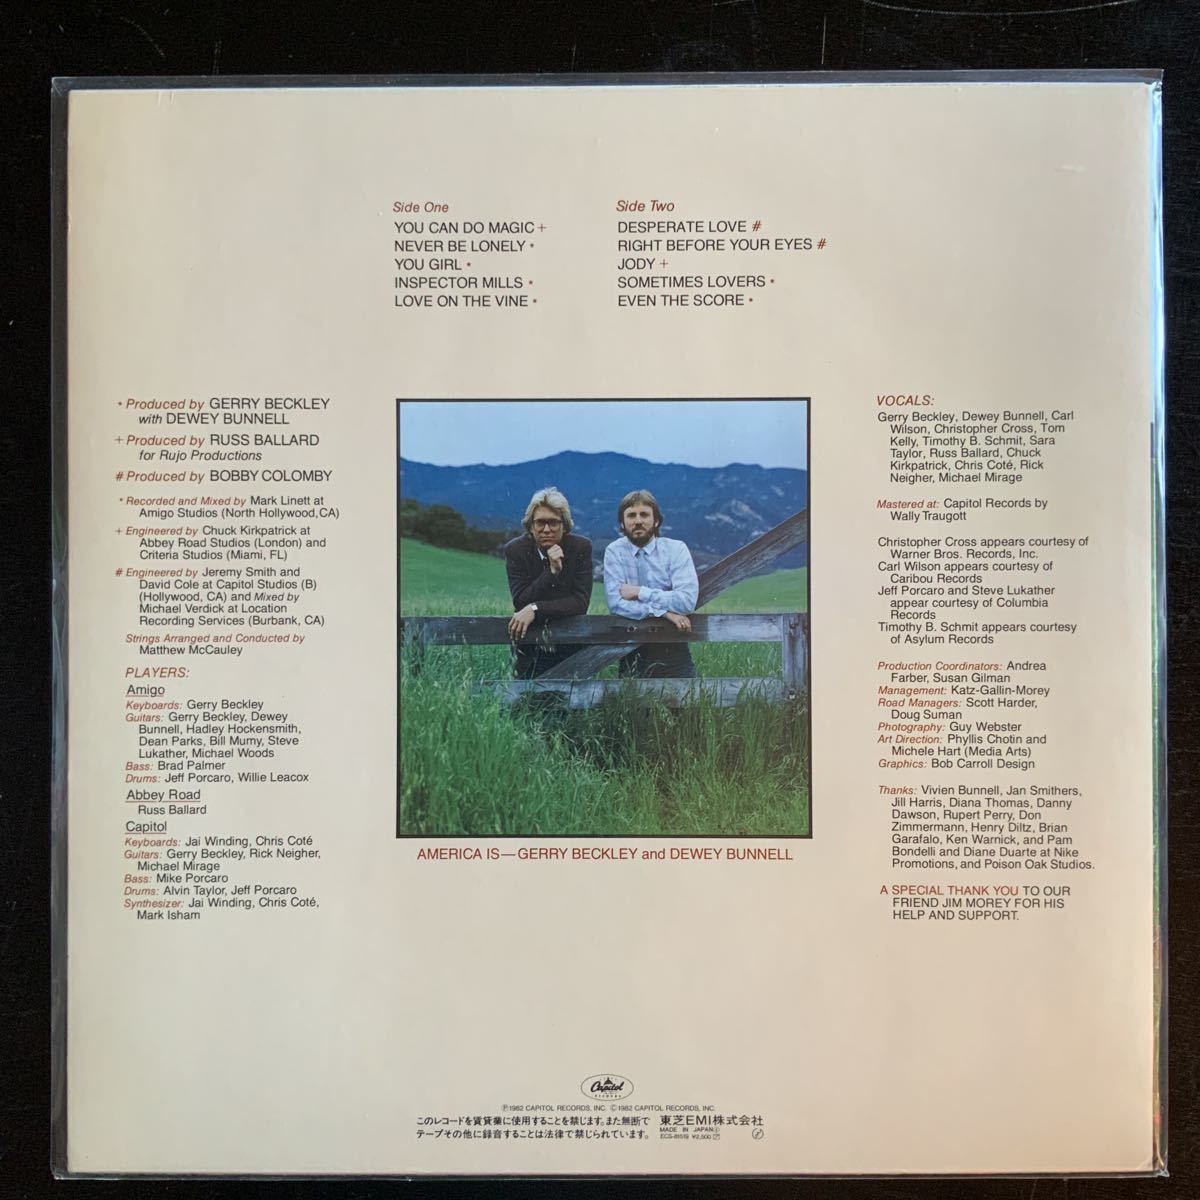 Side One
YOU CAN DO MAGIC +
NEVER BE LONELY *
YOU GIRL *
INSPECTOR MILLS *
LOVE ON THE VINE *
Side Two
DESPERATE LOVE #
RIGHT BEFORE YOUR EYES #
JODY +
SOMETIMES LOVERS *
EVEN THE SCORE *
* Produced by GERRY BECKLEY
with DEWEY BUNNELL
+ Produced by RUSS BALLARD
for Rujo Productions
# Produced by BOBBY COLOMBY
* Recorded and Mixed by Mark Linett at
Amigo Studios (North Hollywood,CA)
+ Engineered by Chuck Kirkpatrick at
Abbey Road Studios (London) and
Criteria Studios (Miami, FL)
# Engineered by Jeremy Smith and
David Cole at Capitol Studios (B)
(Hollywood, CA) and Mixed by
Michael Verdick at Location
Recording Services (Burbank, CA)
Strings Arranged and Conducted by
Matthew McCauley
PLAYERS:
Amigo
Keyboards: Gerry Beckley
Guitars: Gerry Beckley, Dewey
Bunnell, Hadley Hockensmith,
Dean Parks, Bill Mumy, Steve
Lukather, Michael Woods
Bass: Brad Palmer
Drums: Jeff Porcaro, Willie Leacox
Abbey Road
Russ Ballard
Capitol
Keyboards: Jai Winding, Chris Coté
Guitars: Gerry Beckley, Rick Neigher,
Michael Mirage
Bass: Mike Porcaro
Drums: Alvin Taylor, Jeff Porcaro
Synthesizer: Jai Winding, Chris Coté,
Mark Isham
AMERICA IS—GERRY BECKLEY and DEWEY BUNNELL
VOCALS:
Gerry Beckley, Dewey Bunnell, Carl
Wilson, Christopher Cross, Tom
Kelly, Timothy B. Schmit, Sara
Taylor, Russ Ballard, Chuck
Kirkpatrick, Chris Coté, Rick
Neigher, Michael Mirage
Mastered at: Capitol Records by
Wally Traugott
Christopher Cross appears courtesy of
Warner Bros. Records, Inc.
Carl Wilson appears courtesy of
Caribou Records
Jeff Porcaro and Steve Lukather
appear courtesy of Columbia
Records
Timothy B. Schmit appears courtesy
of Asylum Records
Production Coordinators: Andrea
Farber, Susan Gilman
Management: Katz-Gallin-Morey
Road Managers: Scott Harder,
Doug Suman
Photography: Guy Webster
Art Direction: Phyllis Chotin and
Michele Hart (Media Arts)
Graphics: Bob Carroll Design
Thanks: Vivien Bunnell, Jan Smithers,
Jill Harris, Diana Thomas, Danny
Dawson, Rupert Perry, Don
Zimmermann, Henry Diltz, Brian
Garafalo, Ken Warnick, and Pam
Bondelli and Diane Duarte at Nike
Promotions, and Poison Oak Studios.
A SPECIAL THANK YOU TO OUR
FRIEND JIM MOREY FOR HIS
HELP AND SUPPORT.
Capitol
RECORDS
Ⓟ1982 CAPITOL RECORDS, INC. ©1982 CAPITOL RECORDS, INC.
このレコードを賃貸業に使用することを禁じます。また無断で
テープその他に録音することは法律で禁じられています。
東芝EMI株式会社
MADE IN JAPAN
ECS-81519 ¥2,500